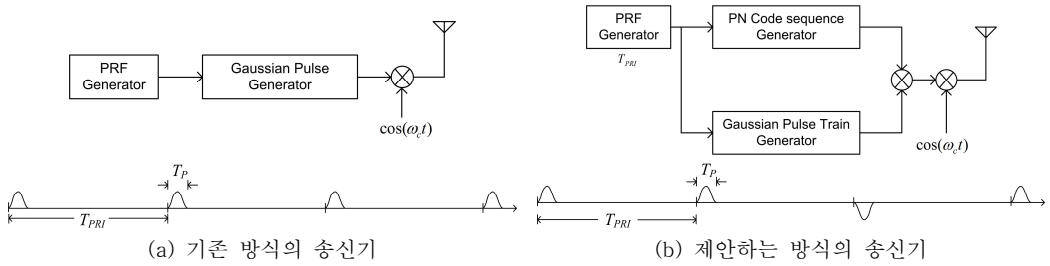 PRF
Generator
Gaussian Pulse
Generator
cos(ω_c t)
T_P
T_PRI
(a) 기존 방식의 송신기
PRF
Generator
T_PRI
PN Code sequence
Generator
Gaussian Pulse Train
Generator
cos(ω_c t)
T_P
T_PRI
(b) 제안하는 방식의 송신기